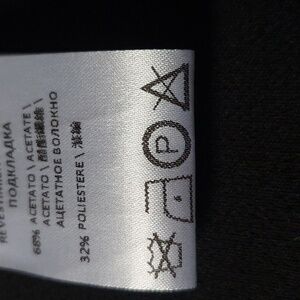 ПОДКЛАДКА
68% ACETATO \ ACETATE \
ACETATO \ 醋酯纖維 \
АЦЕТАТНОЕ ВОЛОКНО
32% POLIESTERE \ 滌綸
P